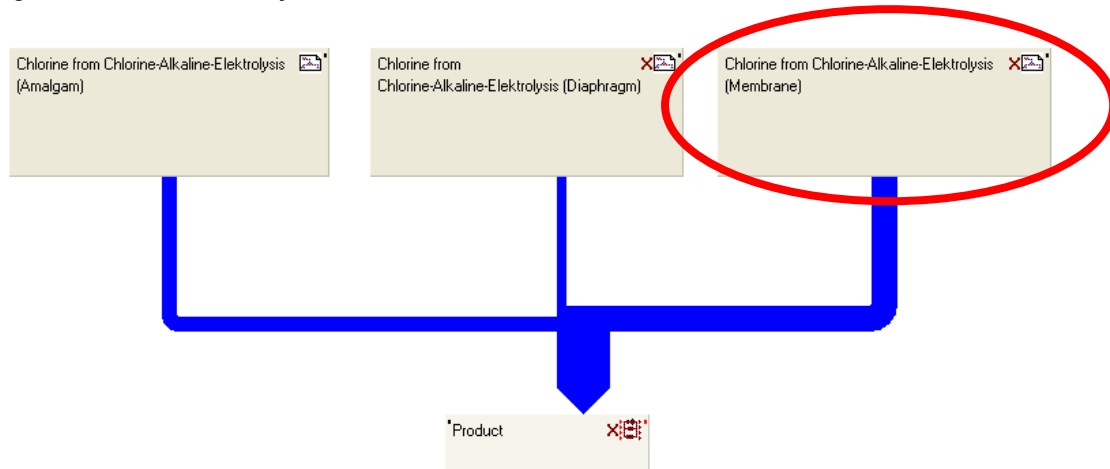 Chlorine from Chlorine-Alkaline-Elektrolysis
(Amalgam)
Chlorine from
Chlorine-Alkaline-Elektrolysis (Diaphragm)
Chlorine from Chlorine-Alkaline-Elektrolysis
(Membrane)
Product